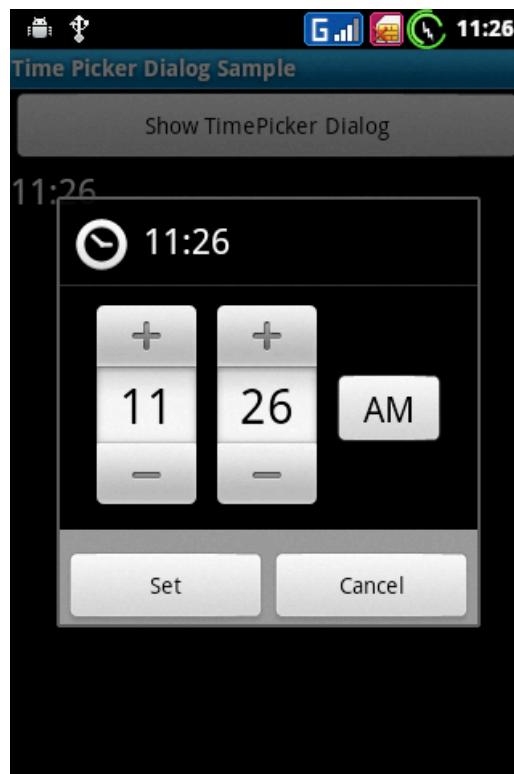 G 11:26
Time Picker Dialog Sample
Show TimePicker Dialog
11:26
11:26
+ +
11 26 AM
- -
Set Cancel